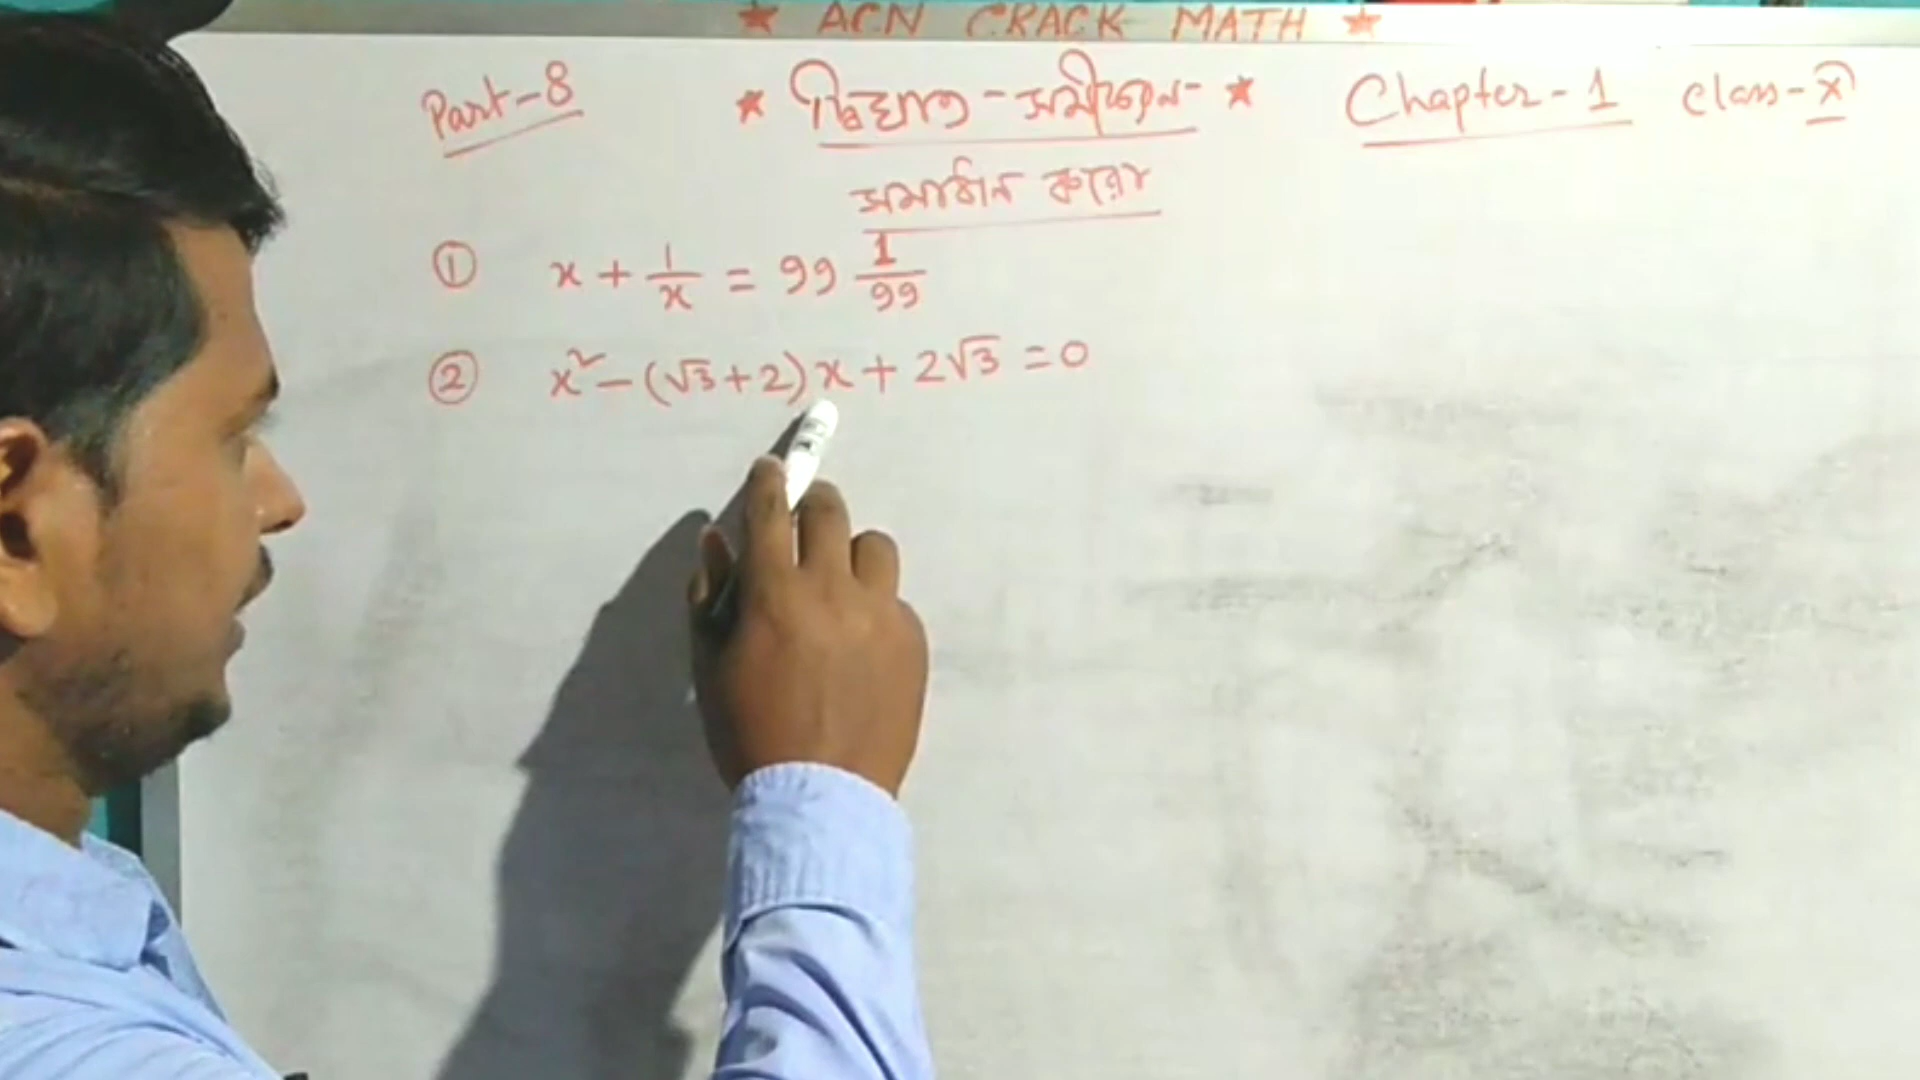 ★ ACN CRACK MATH ★
Part-8 ★ দ্বিঘাত-সমীকরন- ★ Chapter-1 Class-X
সমাধান করো
① x + 1/x = 99 1/99
② x² - (√3+2)x + 2√3 = 0